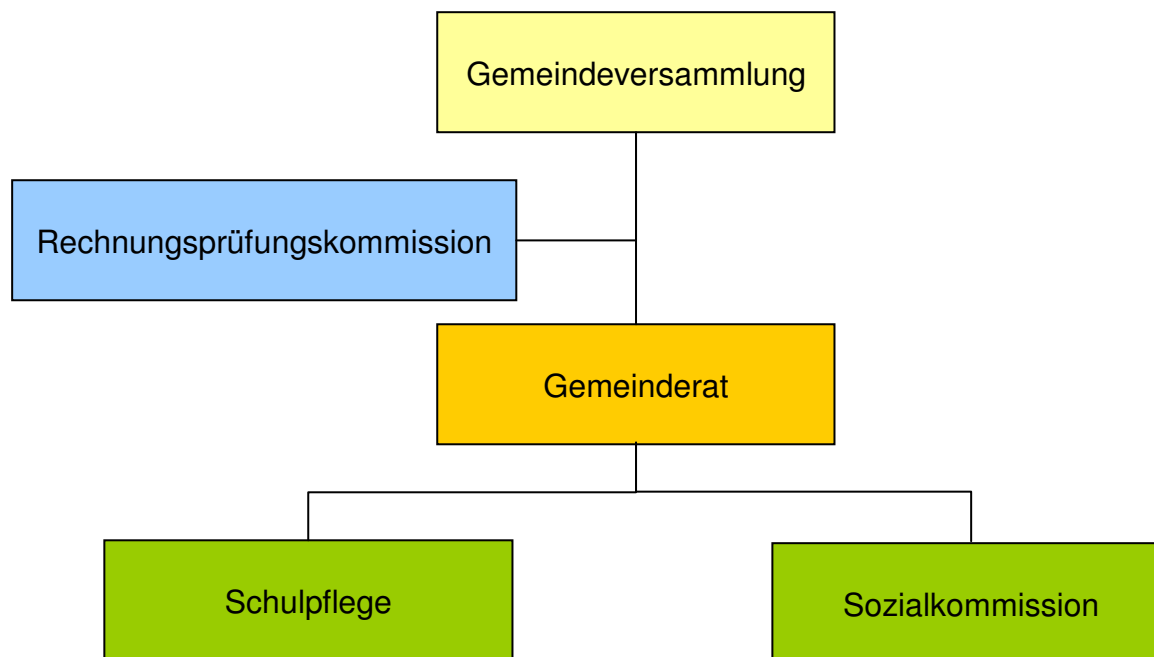 Gemeindeversammlung
Rechnungsprüfungskommission
Gemeinderat
Schulpflege
Sozialkommission